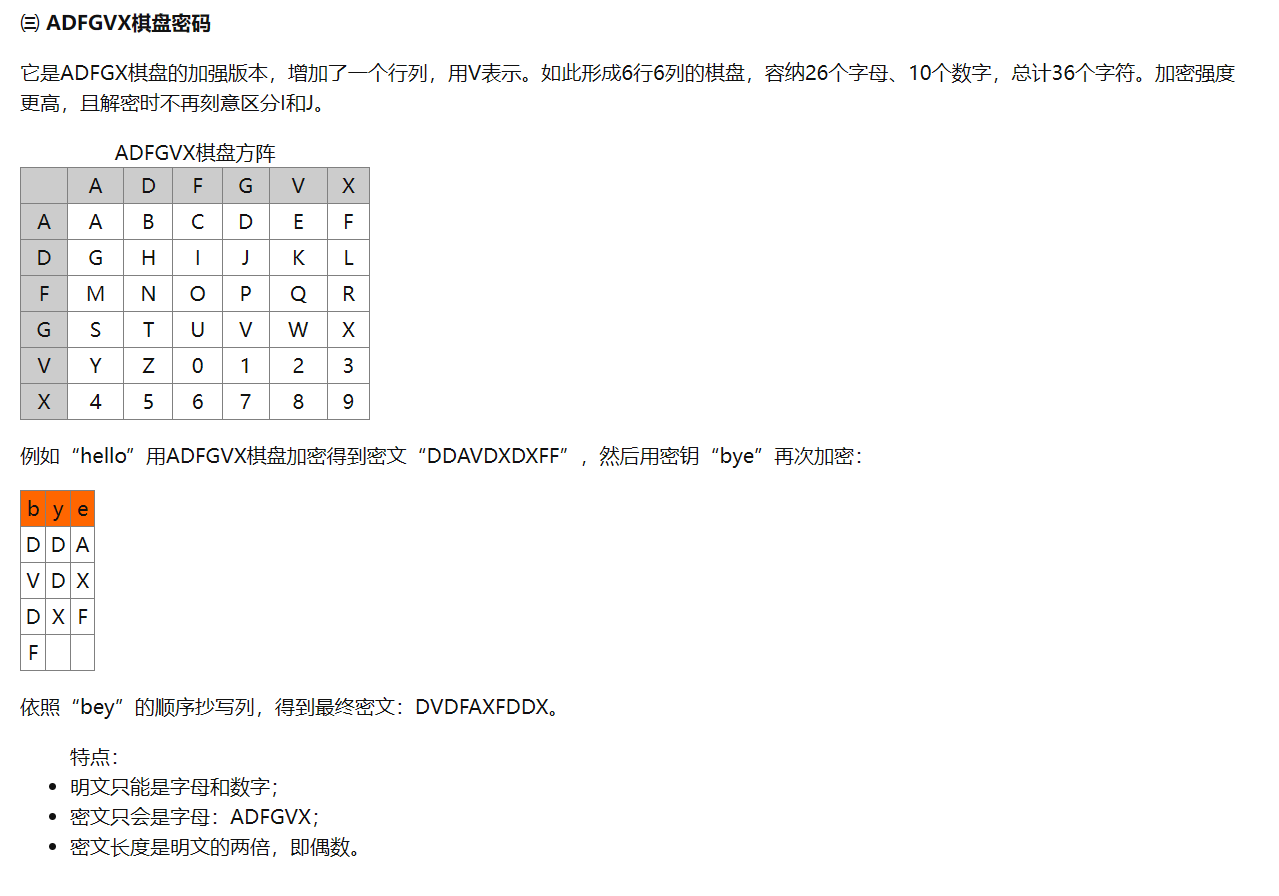 ㈢ ADFGVX棋盘密码
它是ADFGX棋盘的加强版本，增加了一个行列，用V表示。如此形成6行6列的棋盘，容纳26个字母、10个数字，总计36个字符。加密强度
更高，且解密时不再刻意区分I和J。
ADFGVX棋盘方阵
A D F G V X
A A B C D E F
D G H I J K L
F M N O P Q R
G S T U V W X
V Y Z 0 1 2 3
X 4 5 6 7 8 9
例如“hello”用ADFGVX棋盘加密得到密文“DDAVDXDXFF”，然后用密钥“bye”再次加密：
b y e
D D A
V D X
D X F
F
依照“bey”的顺序抄写列，得到最终密文：DVDFAXFDDX。
特点：
• 明文只能是字母和数字；
• 密文只会是字母：ADFGVX；
• 密文长度是明文的两倍，即偶数。